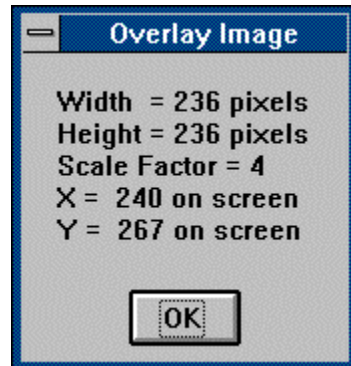 Overlay Image
Width = 236 pixels
Height = 236 pixels
Scale Factor = 4
X = 240 on screen
Y = 267 on screen
OK